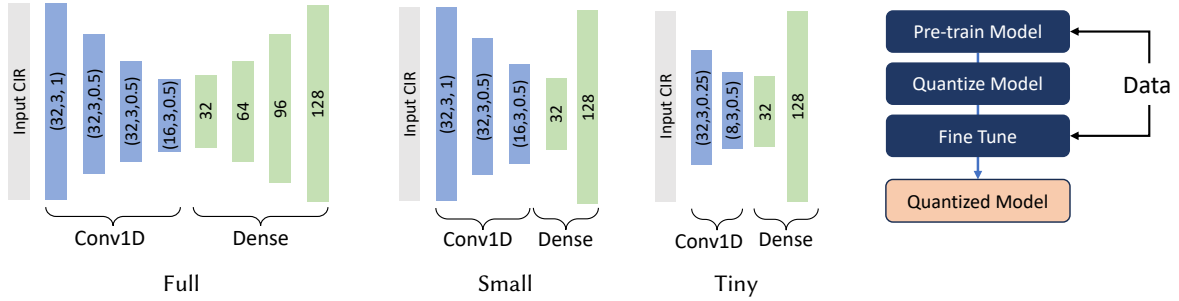 Input CIR
(32,3, 1)
(32,3,0.5)
(32,3,0.5)
(16,3,0.5)
32
64
96
128
Conv1D
Dense
Full
Input CIR
(32,3, 1)
(32,3,0.5)
(16,3,0.5)
32
128
Conv1D
Dense
Small
Input CIR
(32,3,0.25)
(8,3,0.5)
32
128
Conv1D
Dense
Tiny
Pre-train Model
Quantize Model
Fine Tune
Quantized Model
Data